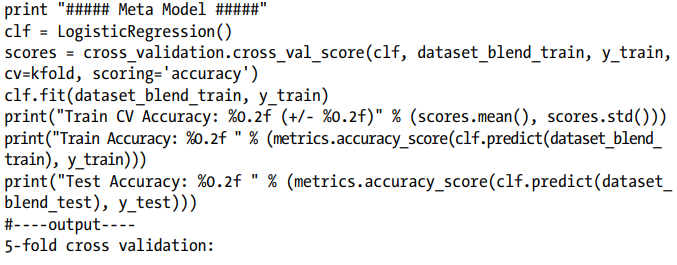 print "##### Meta Model #####"
clf = LogisticRegression()
scores = cross_validation.cross_val_score(clf, dataset_blend_train, y_train,
cv=kfold, scoring='accuracy')
clf.fit(dataset_blend_train, y_train)
print("Train CV Accuracy: %0.2f (+/- %0.2f)" % (scores.mean(), scores.std()))
print("Train Accuracy: %0.2f " % (metrics.accuracy_score(clf.predict(dataset_blend_
train), y_train)))
print("Test Accuracy: %0.2f " % (metrics.accuracy_score(clf.predict(dataset_
blend_test), y_test)))
#----output----
5-fold cross validation: